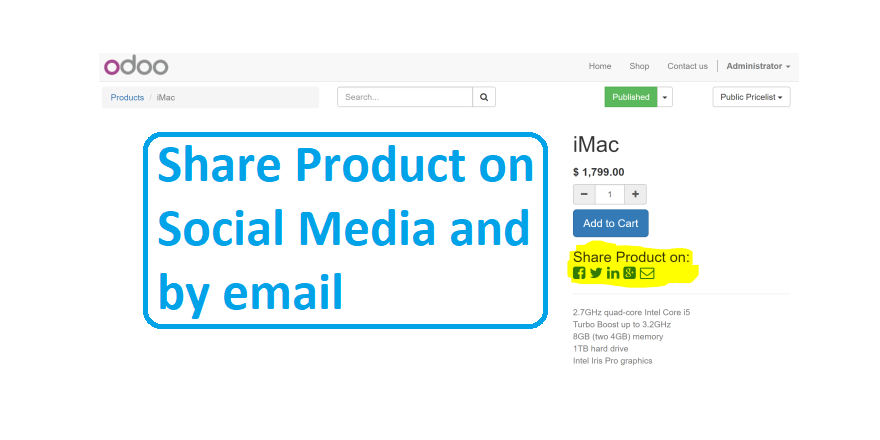 odoo
Home Shop Contact us Administrator
Products / iMac
Search...
Published
Public Pricelist
Share Product on
Social Media and
by email
iMac
$ 1,799.00
1
Add to Cart
Share Product on:
2.7GHz quad-core Intel Core i5
Turbo Boost up to 3.2GHz
8GB (two 4GB) memory
1TB hard drive
Intel Iris Pro graphics